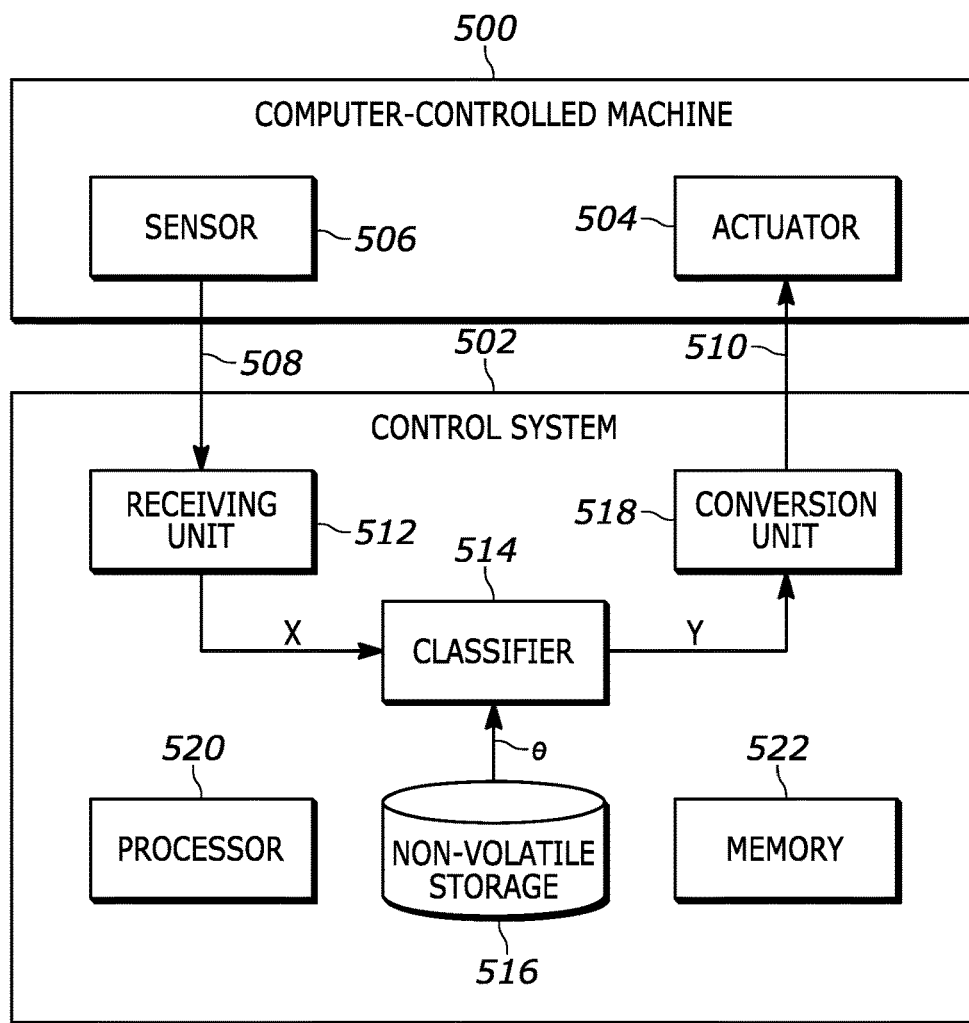 500
COMPUTER-CONTROLLED MACHINE
SENSOR
506
504
ACTUATOR
508
502
510
CONTROL SYSTEM
RECEIVING
UNIT
512
518
CONVERSION
UNIT
514
X
CLASSIFIER
Y
θ
520
522
PROCESSOR
NON-VOLATILE
STORAGE
MEMORY
516